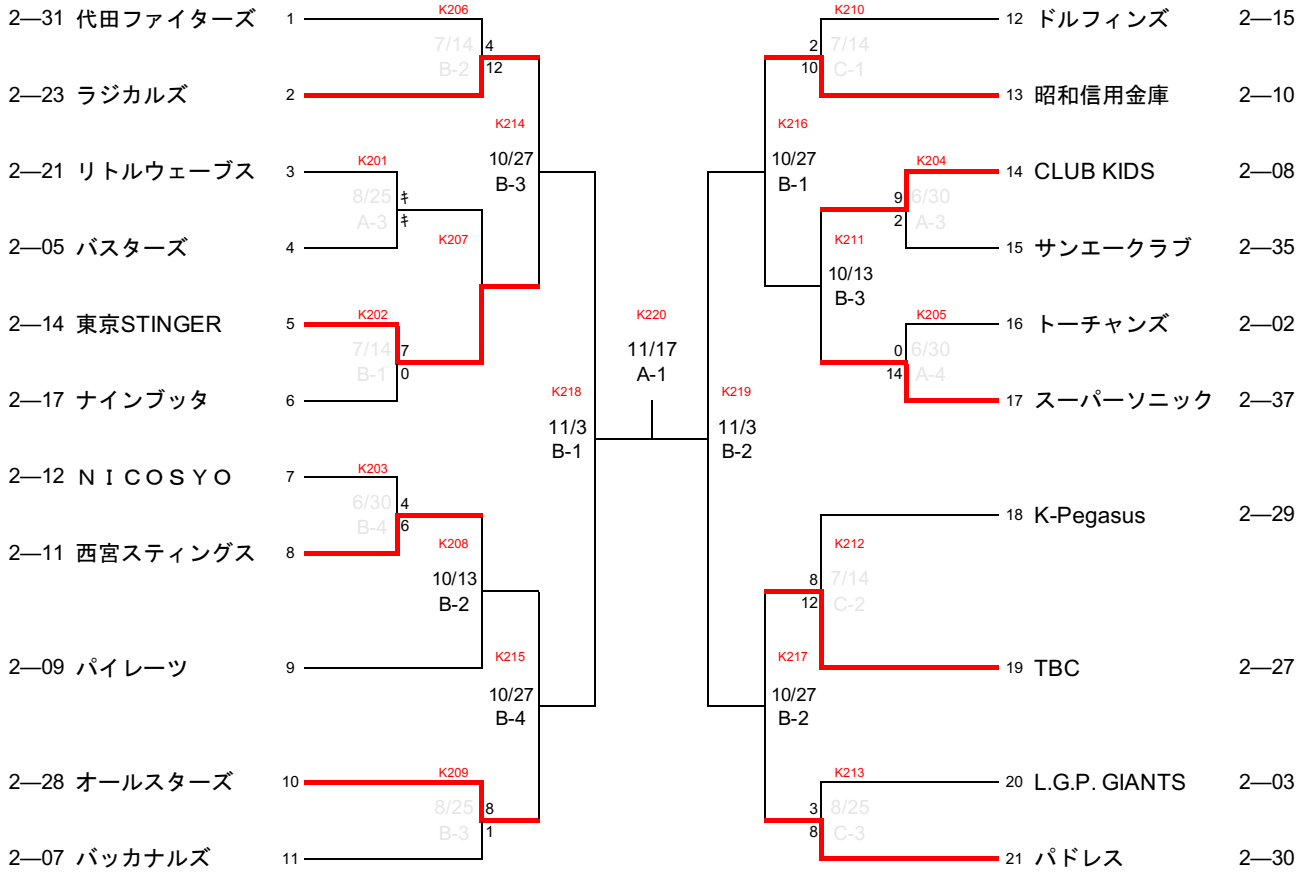 2―31 代田ファイターズ 1
K206
7/14 4
B-2 12
2―23 ラジカルズ 2
K214
10/27
B-3
2―21 リトルウェーブス 3
K201
8/25 ｷ
A-3 ｷ
K207
2―05 バスターズ 4
2―14 東京STINGER 5
K202
7/14 7
B-1 0
2―17 ナインブッタ 6
K218
11/3
B-1
2―12 ＮＩＣＯＳＹＯ 7
K203
6/30 4
B-4 6
2―11 西宮スティングス 8
K208
10/13
B-2
2―09 パイレーツ 9
K215
10/27
B-4
2―28 オールスターズ 10
K209
8/25 8
B-3 1
2―07 バッカナルズ 11
K220
11/17
A-1
K210
12 ドルフィンズ 2―15
2 7/14
10 C-1
13 昭和信用金庫 2―10
K216
10/27
B-1
K204
14 CLUB KIDS 2―08
9 6/30
2 A-3
K211
15 サンエークラブ 2―35
10/13
B-3
K205
16 トーチャンズ 2―02
0 6/30
14 A-4
17 スーパーソニック 2―37
K219
11/3
B-2
18 K-Pegasus 2―29
K212
8 7/14
12 C-2
K217
19 TBC 2―27
10/27
B-2
K213
20 L.G.P. GIANTS 2―03
3 8/25
8 C-3
21 パドレス 2―30